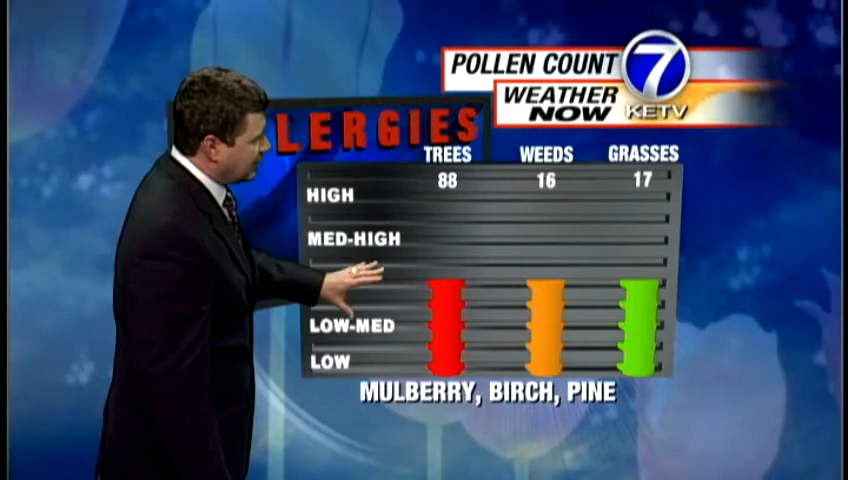 POLLEN COUNT 7
WEATHER
NOW KETV
LERGIES
TREES WEEDS GRASSES
88 16 17
HIGH
MED-HIGH
LOW-MED
LOW
MULBERRY, BIRCH, PINE